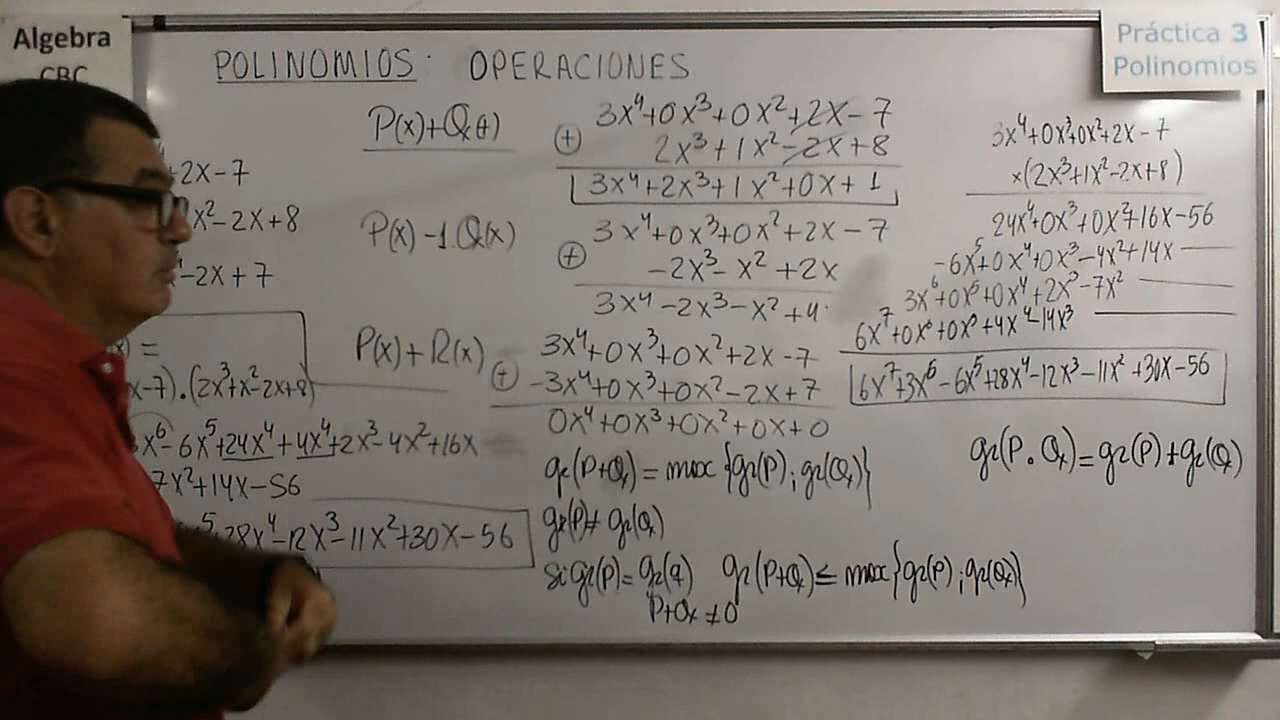 Algebra
CBC
Práctica 3
Polinomios
POLINOMIOS: OPERACIONES
+2x-7
x²-2x+8
-2x+7
(x) =
x-7).(2x³+x²-2x+8)
x⁶-6x⁵+24x⁴+4x⁴+2x³-4x²+16x
7x²+14x-56
⁵+28x⁴-12x³-11x²+30x-56
P(x)+Q(x)
P(x)-1.Q(x)
P(x)+R(x)
3x⁴+0x³+0x²+2x-7
+ 2x³+1x²-2x+8
3x⁴+2x³+1x²+0x+1
3x⁴+0x³+0x²+2x-7
+ -2x³-x²+2x
3x⁴-2x³-x²+4
3x⁴+0x³+0x²+2x-7
+ -3x⁴+0x³+0x²-2x+7
0x⁴+0x³+0x²+0x+0
gr(P+Q)=max{gr(P);gr(Q)}
gr(P)≠gr(Q)
si gr(P)=gr(Q) gr(P+Q)≤max{gr(P);gr(Q)}
P+Q≠0
3x⁴+0x³+0x²+2x-7
x(2x³+1x²-2x+8)
24x⁴+0x³+0x²+16x-56
-6x⁵+0x⁴+0x³-4x²+14x
3x⁶+0x⁵+0x⁴+2x³-7x²
6x⁷+0x⁶+0x⁵+4x⁴-14x³
6x⁷+3x⁶-6x⁵+28x⁴-12x³-11x²+30x-56
gr(P.Q)=gr(P)+gr(Q)